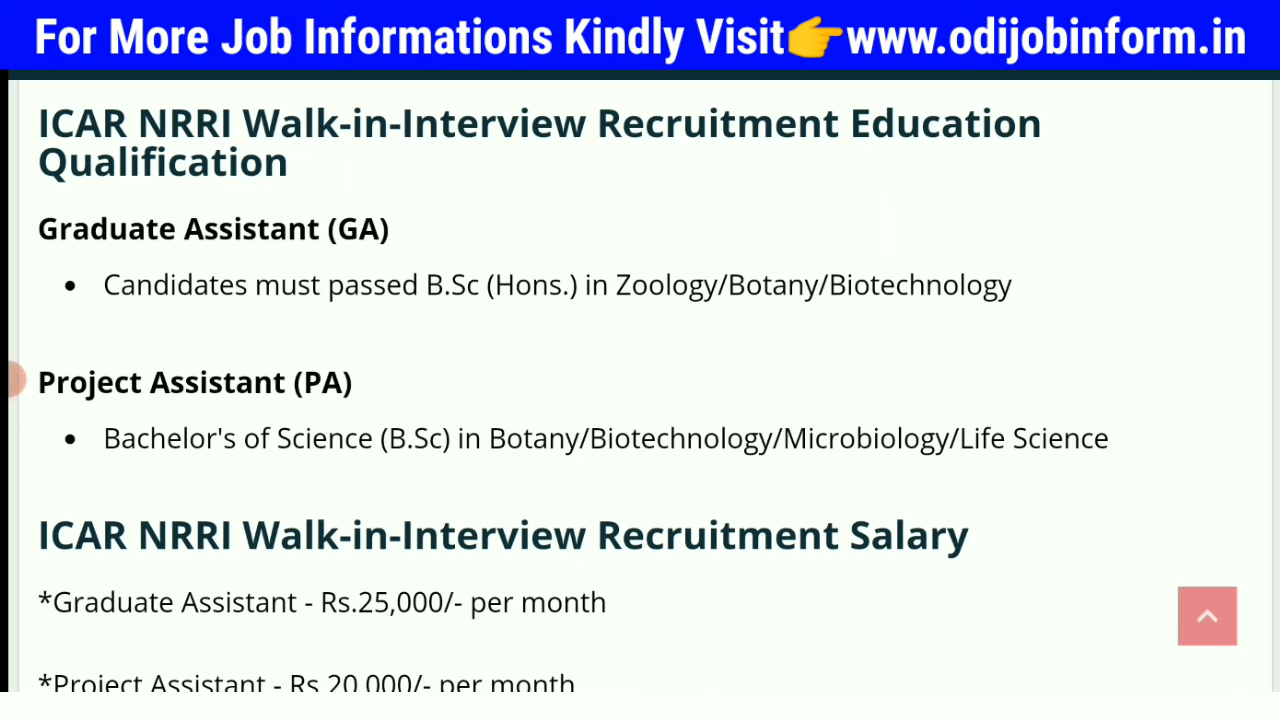 For More Job Informations Kindly Visit👉www.odijobinform.in
ICAR NRRI Walk-in-Interview Recruitment Education
Qualification
Graduate Assistant (GA)
• Candidates must passed B.Sc (Hons.) in Zoology/Botany/Biotechnology
Project Assistant (PA)
• Bachelor's of Science (B.Sc) in Botany/Biotechnology/Microbiology/Life Science
ICAR NRRI Walk-in-Interview Recruitment Salary
*Graduate Assistant - Rs.25,000/- per month
*Project Assistant - Rs.20,000/- per month